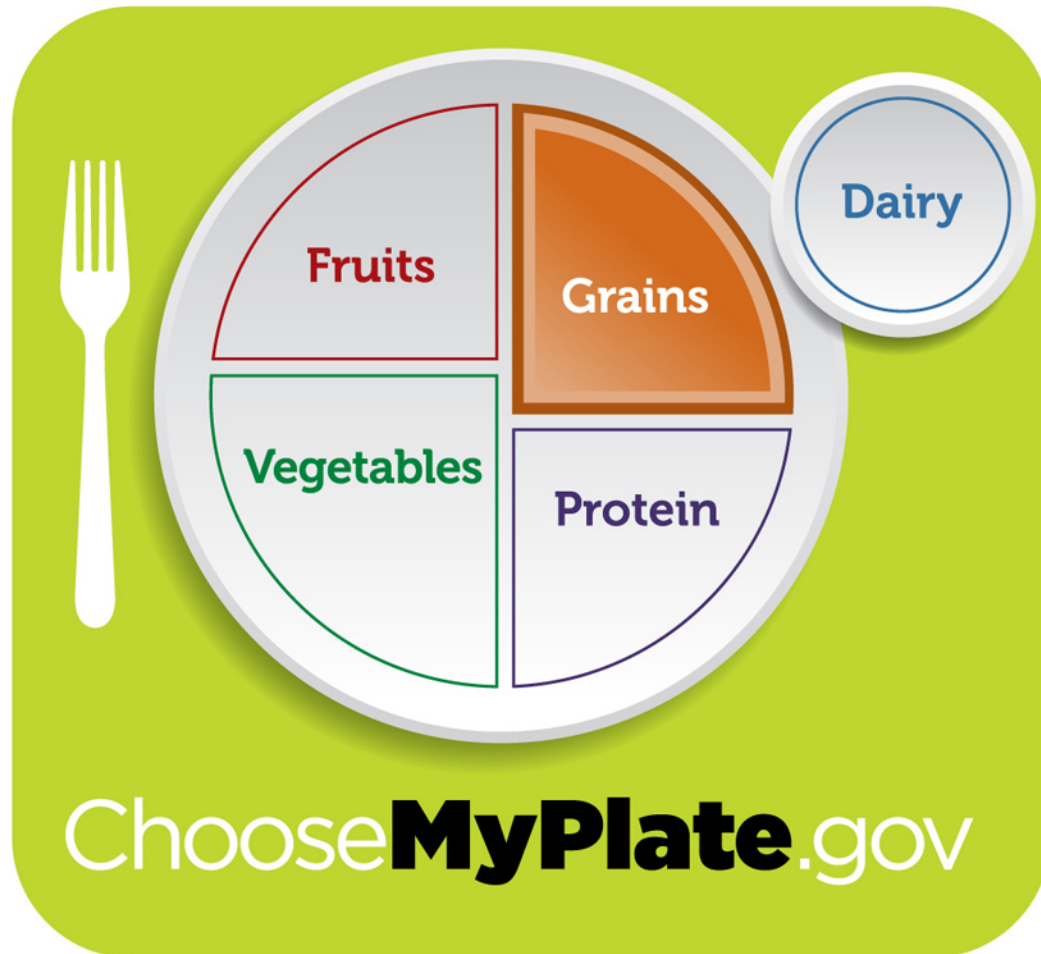 Dairy
Fruits
Grains
Vegetables
Protein
ChooseMyPlate.gov